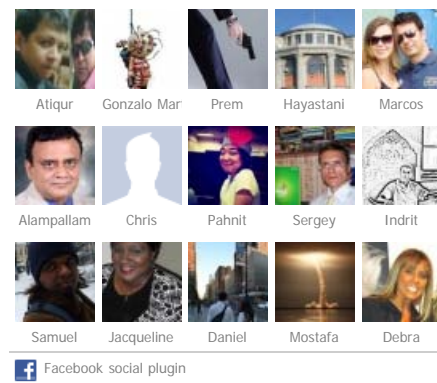 Atiqur Gonzalo Mar Prem Hayastani Marcos
Alampallam Chris Pahnit Sergey Indrit
Samuel Jacqueline Daniel Mostafa Debra
Facebook social plugin